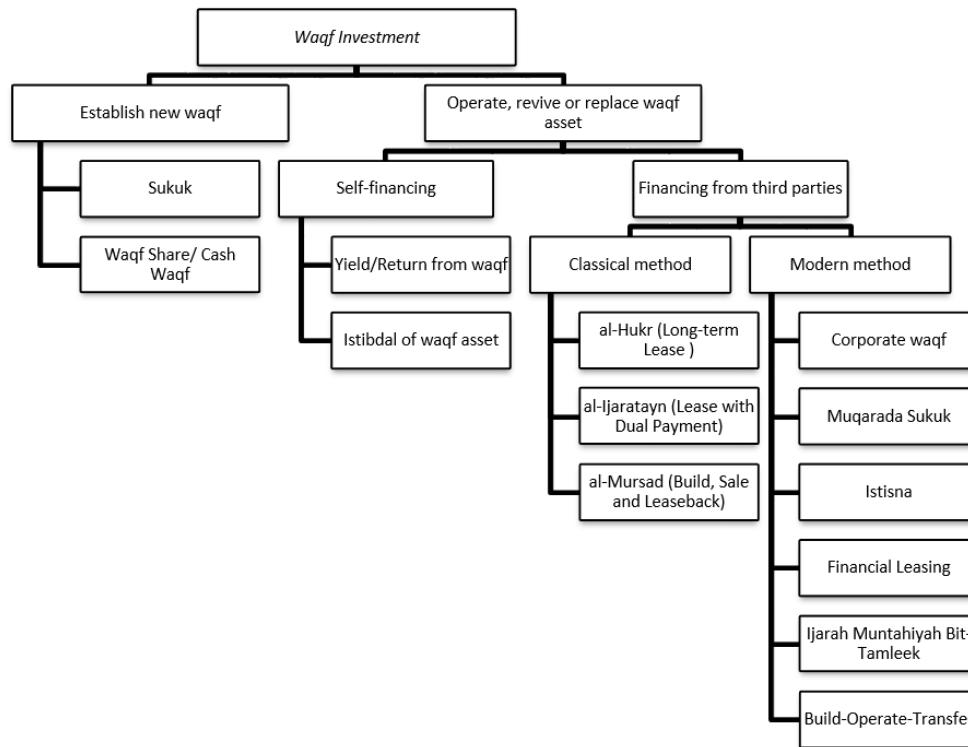 Waqf Investment
Establish new waqf
Operate, revive or replace waqf
asset
Sukuk
Waqf Share/ Cash
Waqf
Self-financing
Financing from third parties
Yield/Return from waqf
Istibdal of waqf asset
Classical method
Modern method
al-Hukr (Long-term
Lease )
al-Ijaratayn (Lease with
Dual Payment)
al-Mursad (Build, Sale
and Leaseback)
Corporate waqf
Muqarada Sukuk
Istisna
Financial Leasing
Ijarah Muntahiyah Bit-
Tamleek
Build-Operate-Transfe